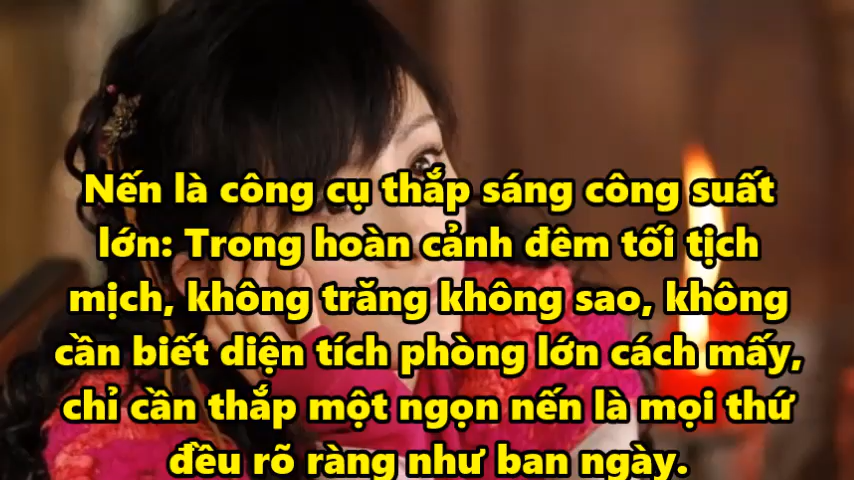 Nến là công cụ thắp sáng công suất
lớn: Trong hoàn cảnh đêm tối tịch
mịch, không trăng không sao, không
cần biết diện tích phòng lớn cách mấy,
chỉ cần thắp một ngọn nến là mọi thứ
đều rõ ràng như ban ngày.